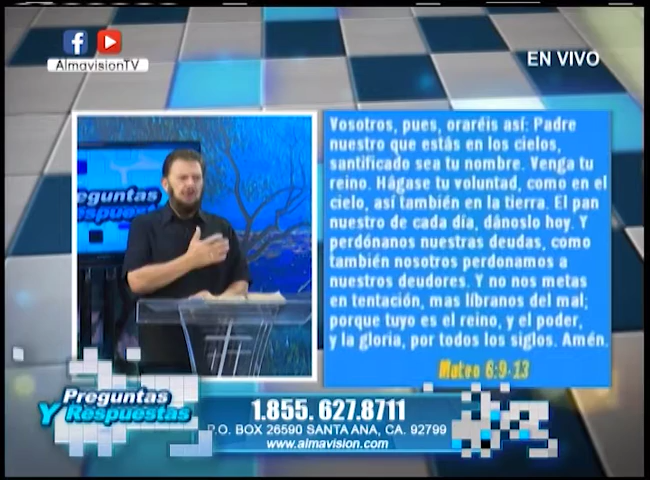 AlmavisionTV
EN VIVO
Vosotros, pues, oraréis así: Padre
nuestro que estás en los cielos,
santificado sea tu nombre. Venga tu
reino. Hágase tu voluntad, como en el
cielo, así también en la tierra. El pan
nuestro de cada día, dánoslo hoy. Y
perdónanos nuestras deudas, como
también nosotros perdonamos a
nuestros deudores. Y no nos metas
en tentación, mas líbranos del mal;
porque tuyo es el reino, y el poder,
y la gloria, por todos los siglos. Amén.
Mateo 6:9-13
Preguntas
Y Respuestas
1.855. 627.8711
P.O. BOX 26590 SANTA ANA, CA. 92799
www.almavision.com